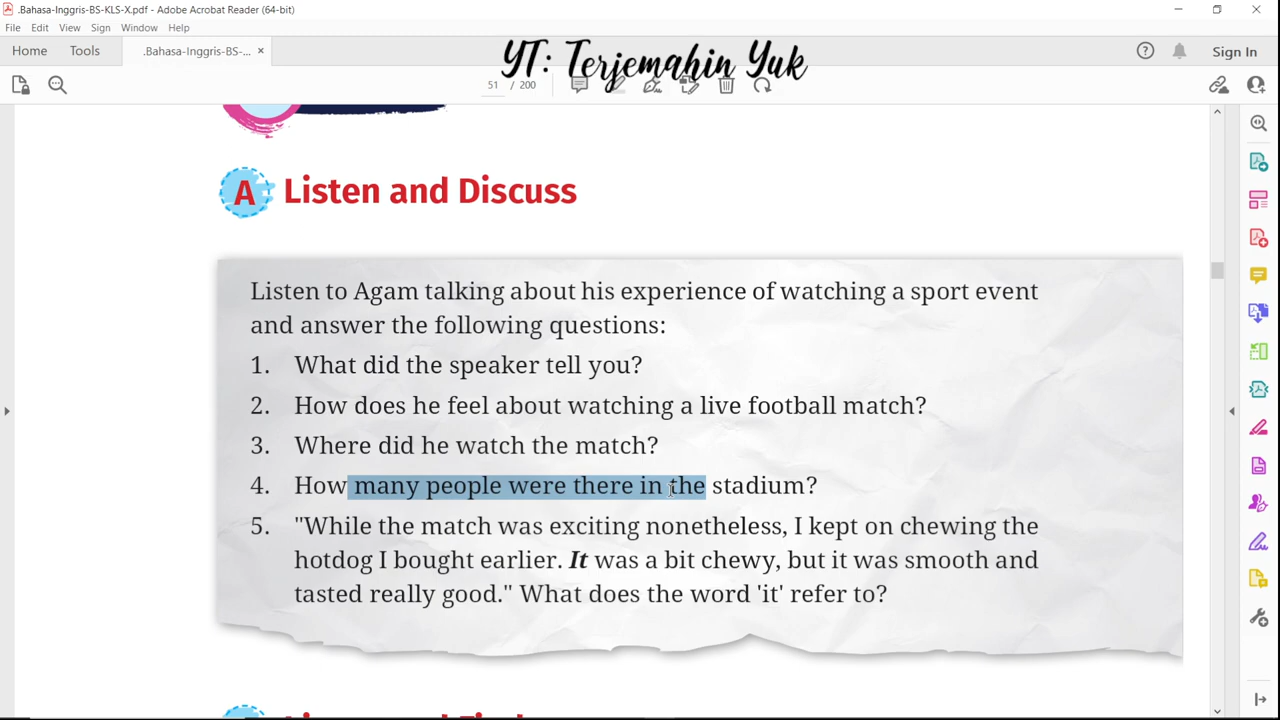 .Bahasa-Inggris-BS-KLS-X.pdf - Adobe Acrobat Reader (64-bit)
File Edit View Sign Window Help
Home Tools .Bahasa-Inggris-BS-... × Sign In
YT: Terjemahin Yuk
51 / 200
A Listen and Discuss
Listen to Agam talking about his experience of watching a sport event
and answer the following questions:
1. What did the speaker tell you?
2. How does he feel about watching a live football match?
3. Where did he watch the match?
4. How many people were there in the stadium?
5. "While the match was exciting nonetheless, I kept on chewing the
hotdog I bought earlier. It was a bit chewy, but it was smooth and
tasted really good." What does the word 'it' refer to?